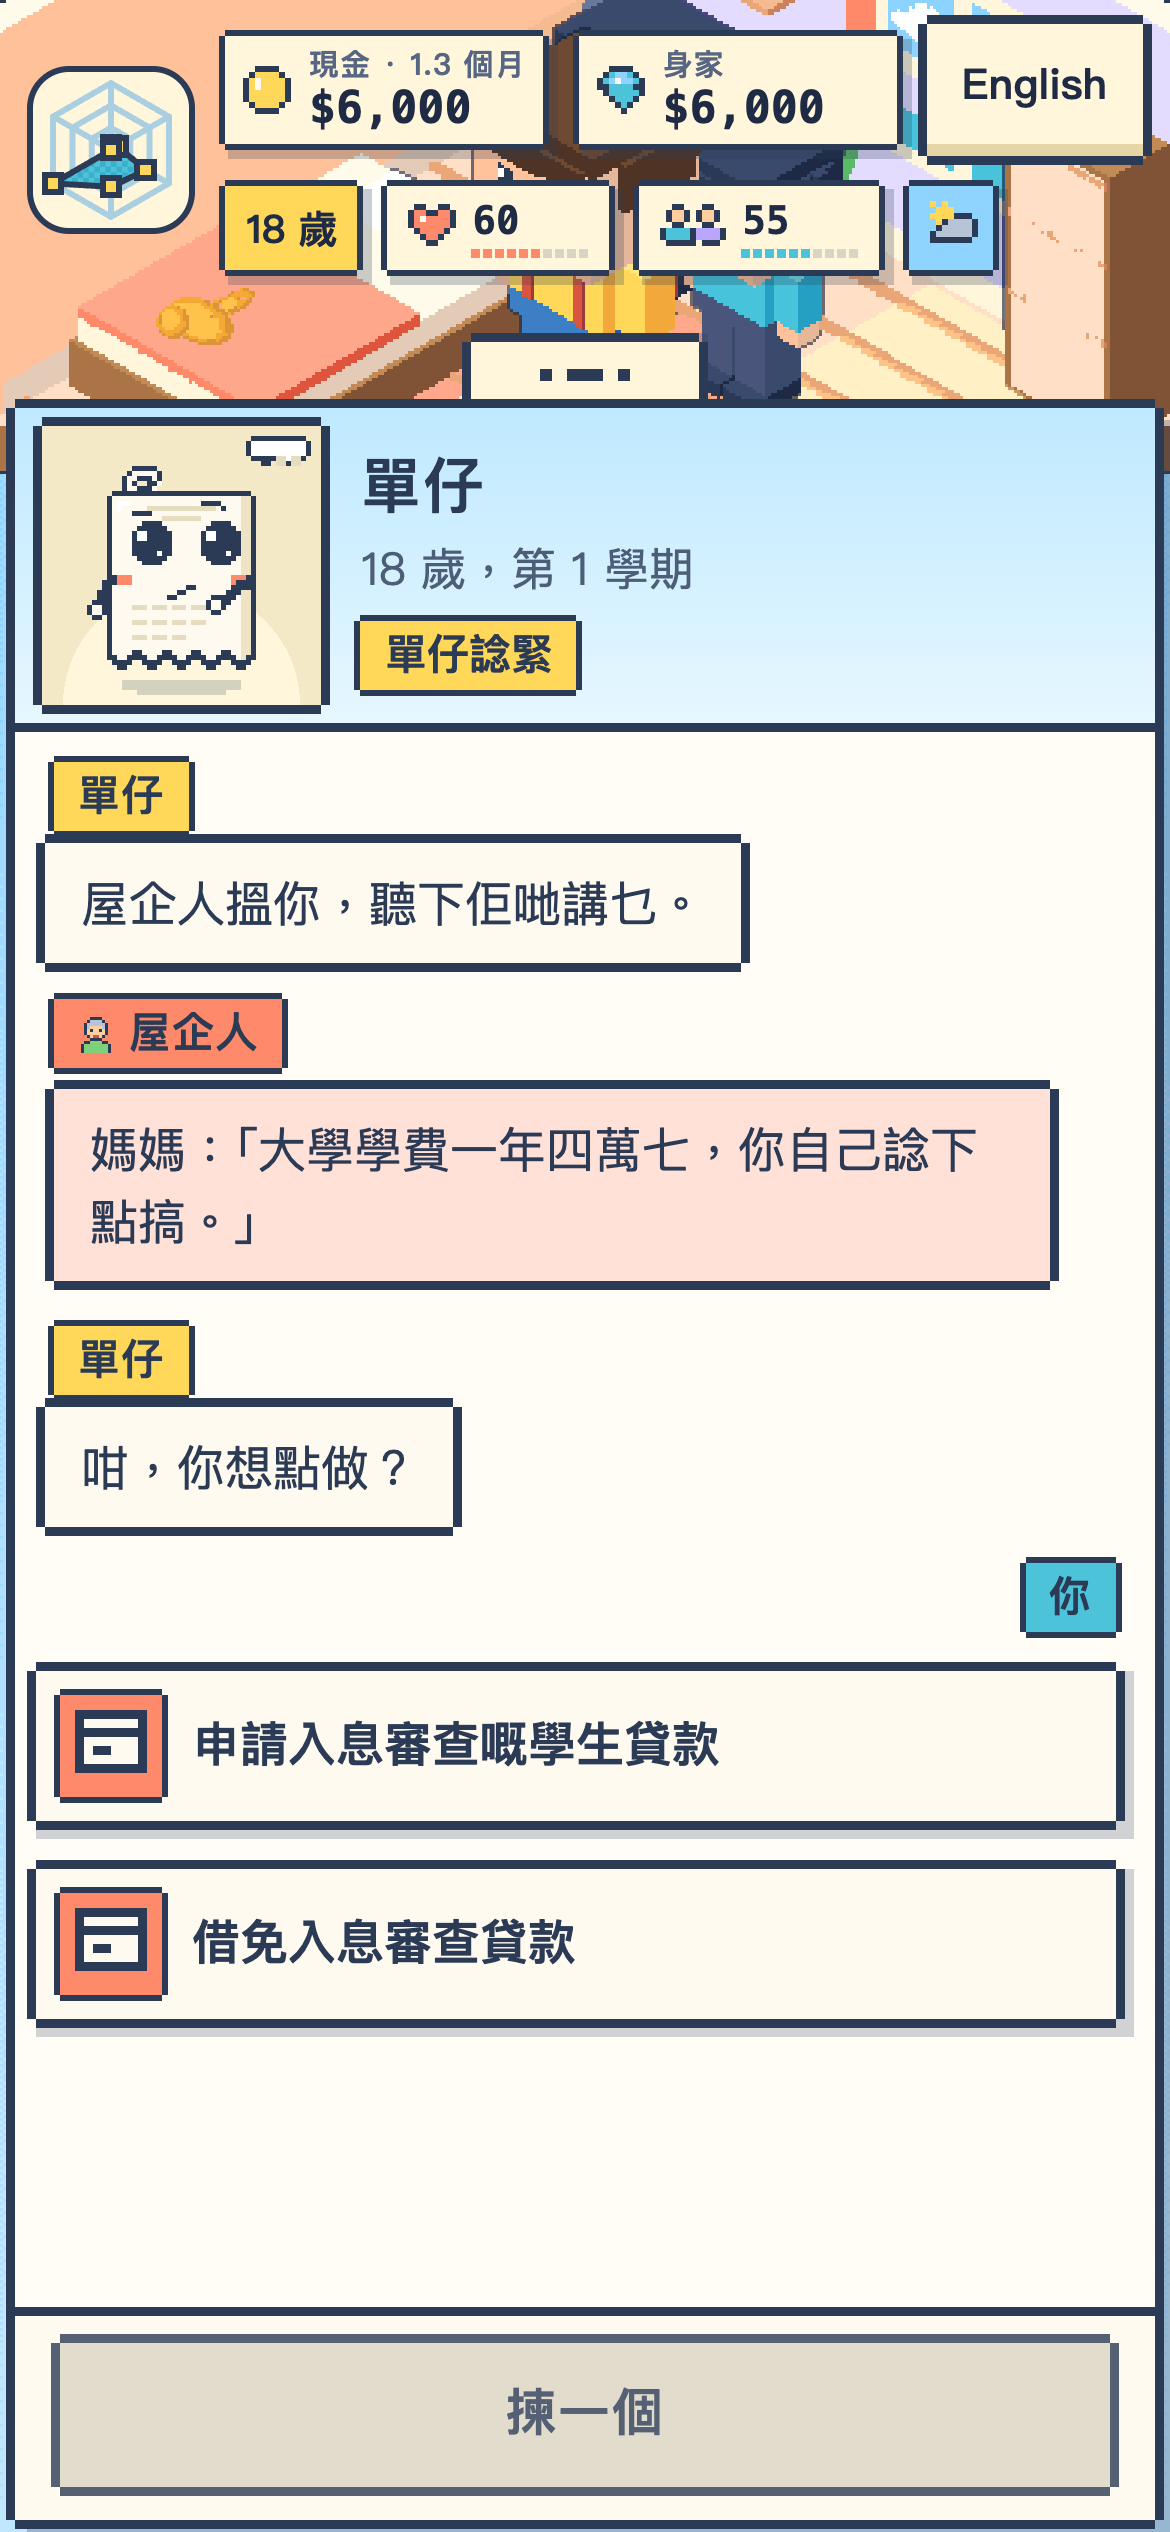 現金 · 1.3 個月
$6,000
身家
$6,000
English
18 歲
60
55
單仔
18 歲，第 1 學期
單仔諗緊
單仔
屋企人搵你，聽下佢哋講乜。
屋企人
媽媽：「大學學費一年四萬七，你自己諗下
點搞。」
單仔
咁，你想點做？
你
申請入息審查嘅學生貸款
借免入息審查貸款
揀一個